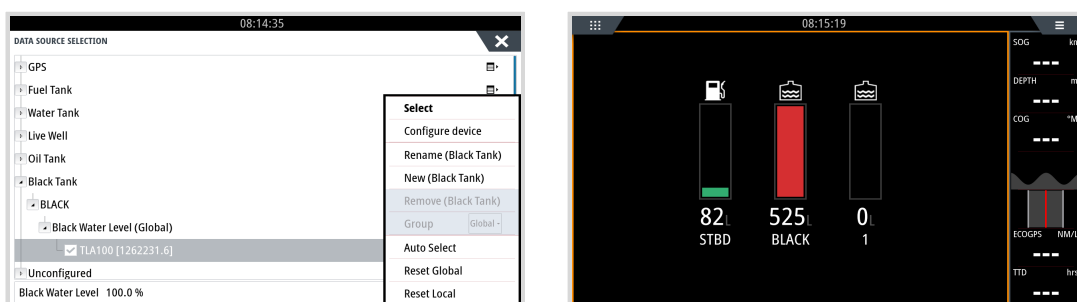 08:14:35
DATA SOURCE SELECTION
GPS
Fuel Tank
Water Tank
Live Well
Oil Tank
Black Tank
BLACK
Black Water Level (Global)
TLA100 [1262231.6]
Unconfigured
Black Water Level 100.0 %
Select
Configure device
Rename (Black Tank)
New (Black Tank)
Remove (Black Tank)
Group Global -
Auto Select
Reset Global
Reset Local
08:15:19
82L
STBD
525L
BLACK
0L
1
SOG
---
DEPTH m
---
COG °M
---
ECOGPS NM/L
---
TTD hrs
---